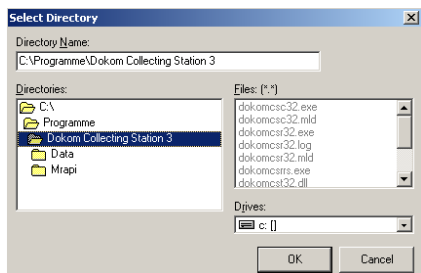 Select Directory
Directory Name:
C:\Programme\Dokom Collecting Station 3
Directories:
C:\
Programme
Dokom Collecting Station 3
Data
Mrapi
Files: (*.*)
dokomcsc32.exe
dokomcsc32.mld
dokomcsr32.exe
dokomcsr32.log
dokomcsr32.mld
dokomcsrrs.exe
dokomcst32.dll
Drives:
c: []
OK
Cancel